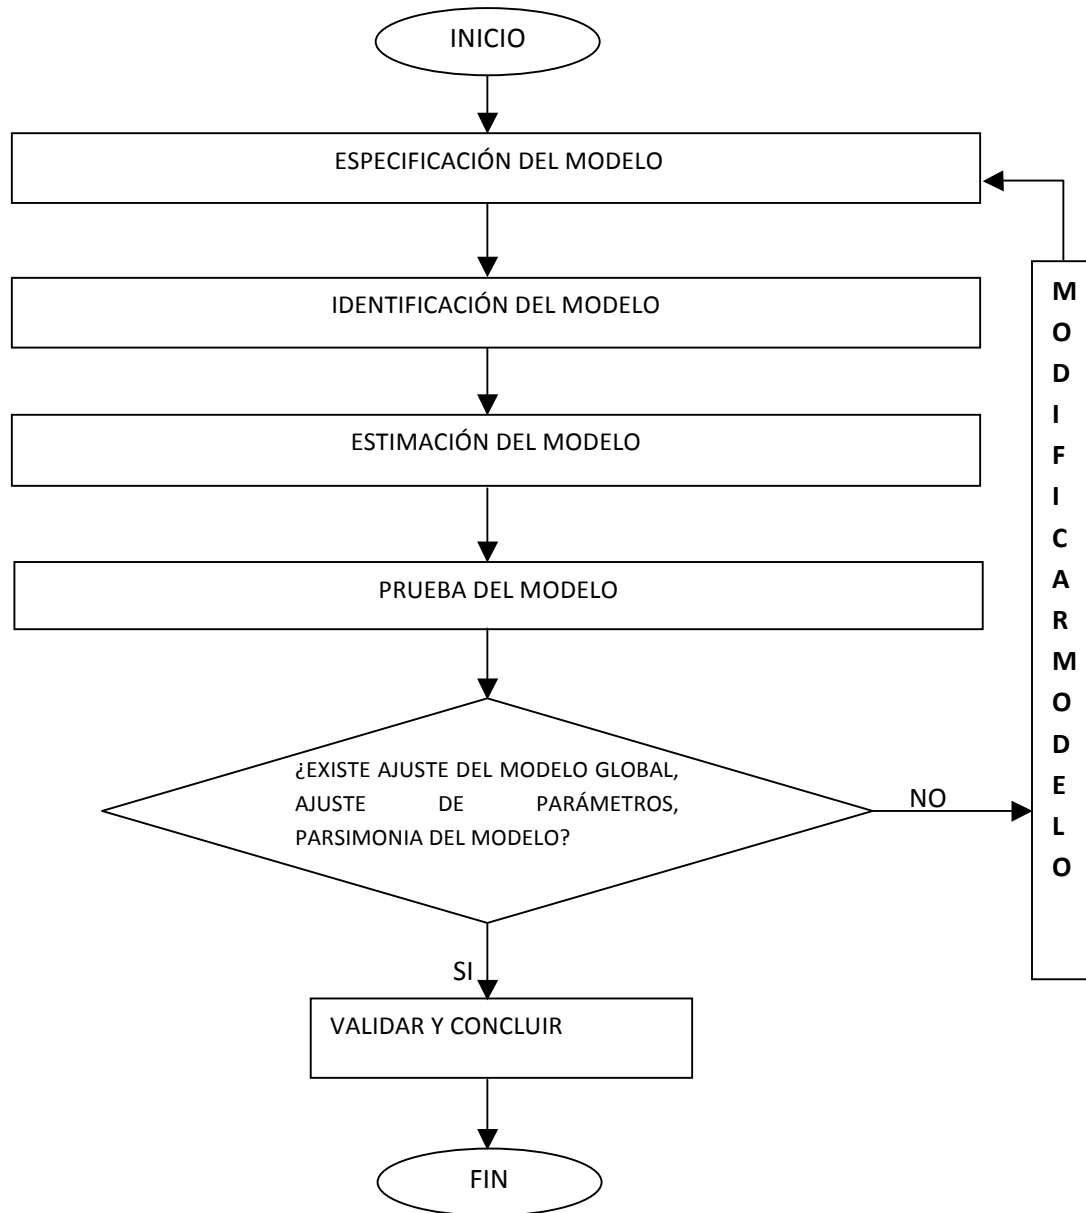 INICIO
ESPECIFICACIÓN DEL MODELO
IDENTIFICACIÓN DEL MODELO
ESTIMACIÓN DEL MODELO
PRUEBA DEL MODELO
¿EXISTE AJUSTE DEL MODELO GLOBAL,
AJUSTE DE PARÁMETROS,
PARSIMONIA DEL MODELO?
NO
M
O
D
I
F
I
C
A
R
M
O
D
E
L
O
SI
VALIDAR Y CONCLUIR
FIN